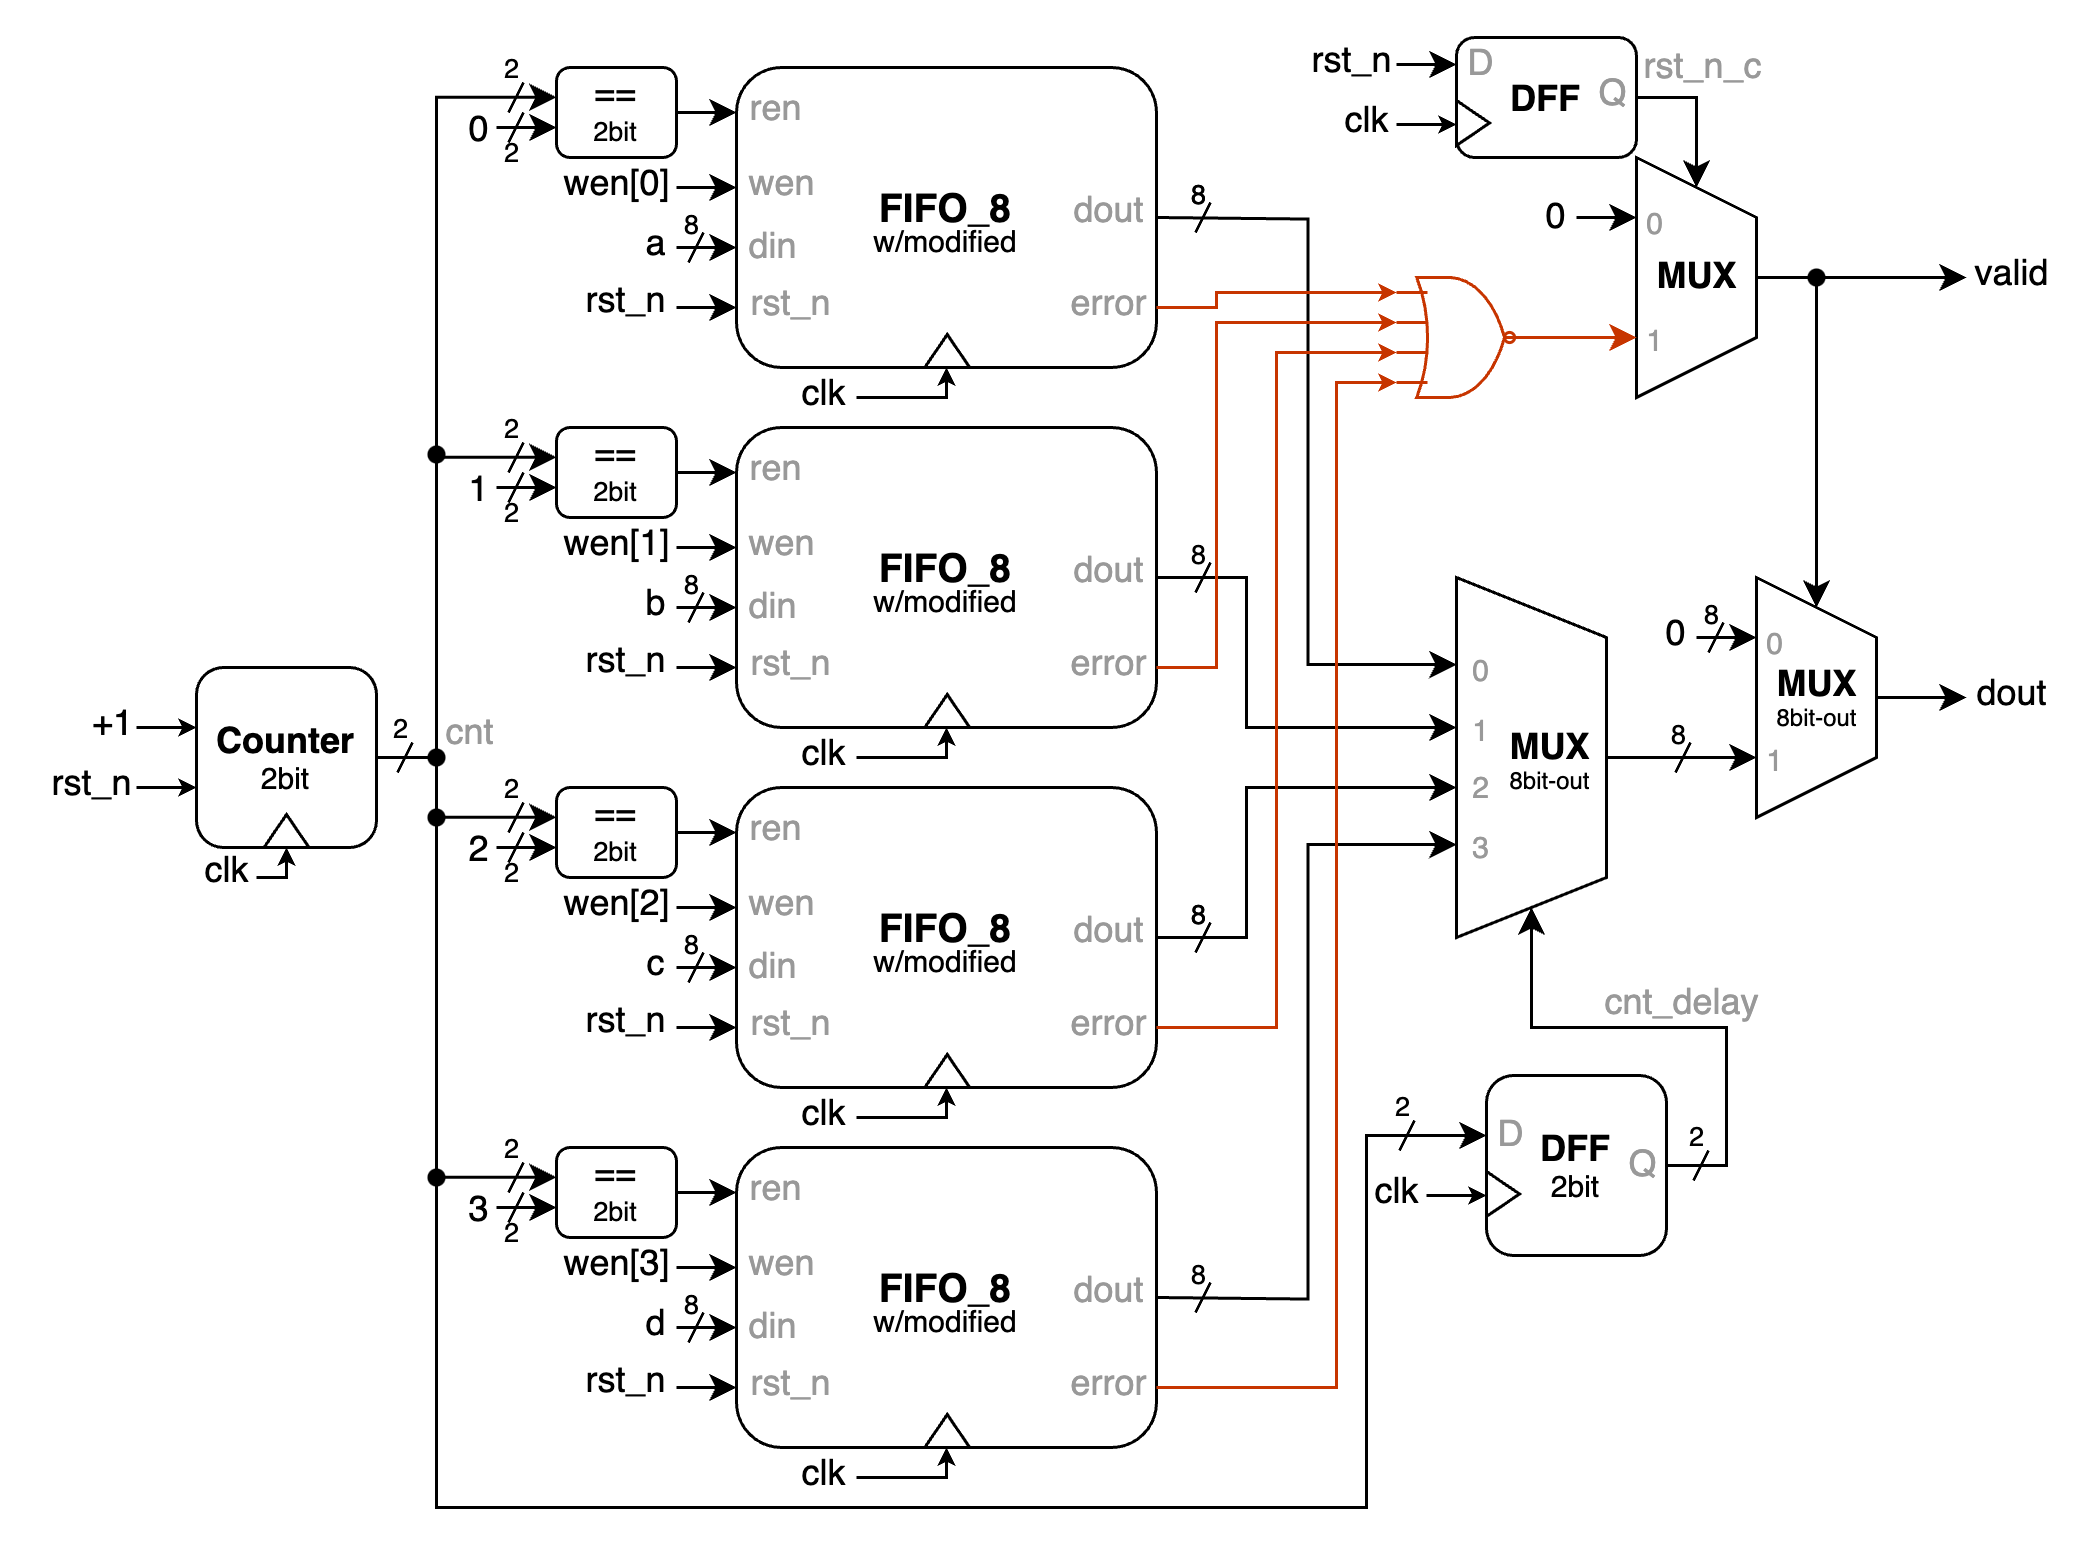 rst_n
D
DFF
Q
rst_n_c
clk
2
0
2
==
2bit
ren
wen[0]
wen
a
8
din
rst_n
rst_n
clk
FIFO_8
w/modified
dout
8
error
0
0
MUX
1
valid
2
1
2
==
2bit
ren
wen[1]
wen
b
8
din
rst_n
rst_n
clk
FIFO_8
w/modified
dout
8
error
+1
rst_n
Counter
2bit
clk
2
cnt
0
1
2
3
MUX
8bit-out
8
0
8
0
MUX
8bit-out
1
dout
2
2
2
==
2bit
ren
wen[2]
wen
c
8
din
rst_n
rst_n
clk
FIFO_8
w/modified
dout
8
error
cnt_delay
2
D
DFF
2bit
Q
2
clk
2
3
2
==
2bit
ren
wen[3]
wen
d
8
din
rst_n
rst_n
clk
FIFO_8
w/modified
dout
8
error